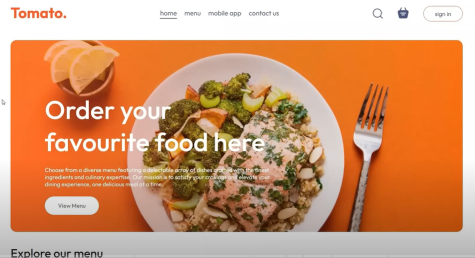 Tomato.
home menu mobile app contact us
sign in
Order your
favourite food here
Choose from a diverse menu featuring a delectable array of dishes crafted with the finest
ingredients and culinary expertise. Our mission is to satisfy your cravings and elevate your
dining experience, one delicious meal at a time.
View Menu
Explore our menu